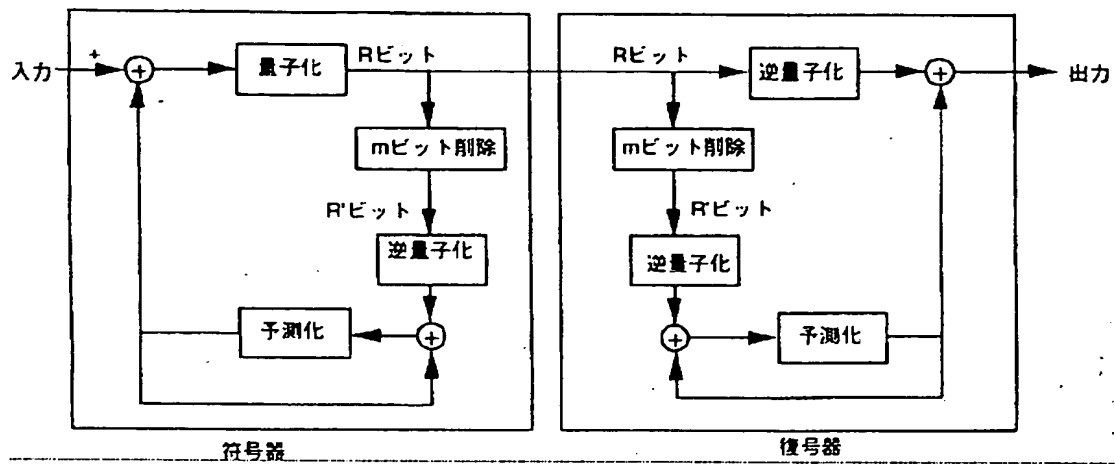 入力
+
+
量子化
Rビット
mビット削除
R'ビット
逆量子化
+
予測化
符号器
Rビット
逆量子化
+
出力
mビット削除
R'ビット
逆量子化
+
予測化
復号器